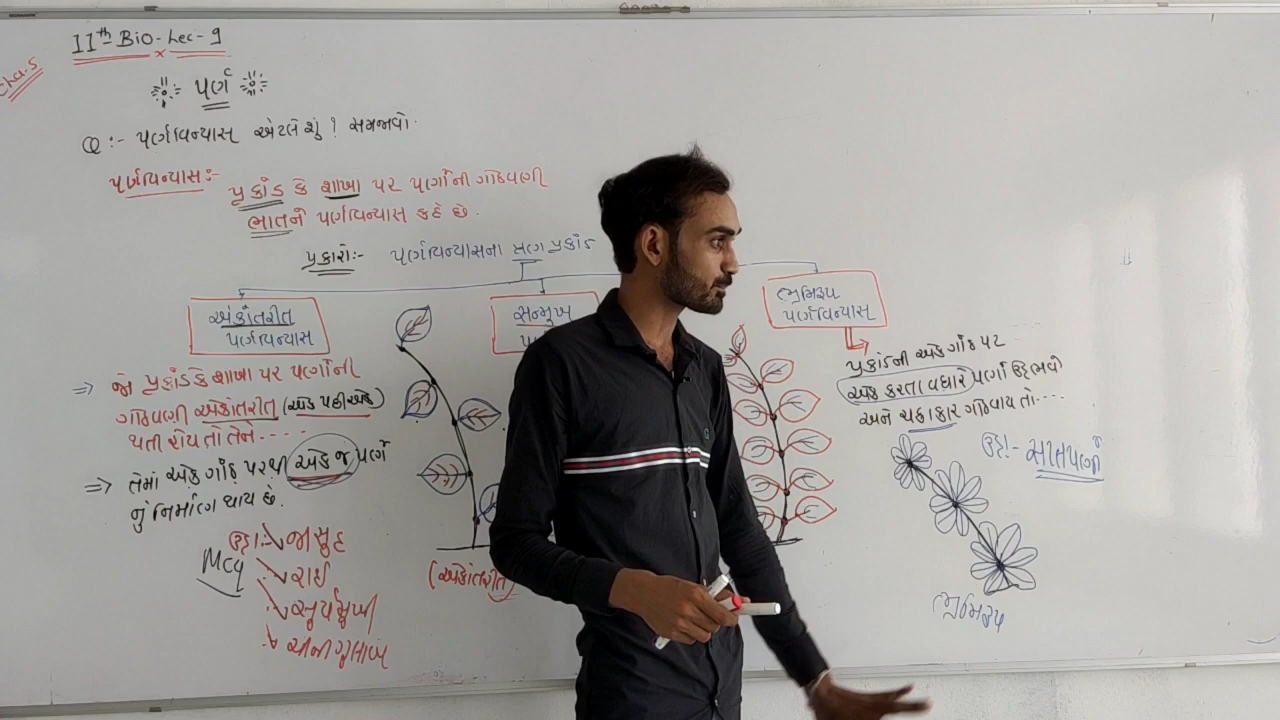 11th Bio - Lec - 9
Cha. 5
પર્ણ
Q :- પર્ણવિન્યાસ એટલે શું ? સમજાવો.
પર્ણવિન્યાસ :- પ્રકાંડ કે શાખા પર પર્ણોની ગોઠવણી
ભાતને પર્ણવિન્યાસ કહે છે.
પ્રકારો :- પર્ણવિન્યાસના ત્રણ પ્રકાર
એકાંતરીત
પર્ણવિન્યાસ
સન્મુખ
ભ્રમિરૂપ
પર્ણવિન્યાસ
⇒ જો પ્રકાંડ કે શાખા પર પર્ણોની
ગોઠવણી એકાંતરીત (એક પછી એક)
થતી હોય તો તેને ----
⇒ તેમાં એક ગાંઠ પરથી એક જ પર્ણ
નું નિર્માણ થાય છે.
MCQ
ઉદા :- જાસૂદ
રાઈ
સૂર્યમુખી
(એકાંતરીત)
પ્રકાંડની એક ગાંઠ પર
એક કરતા વધારે પર્ણો ઉદ્દભવી
અને ચક્રાકાર ગોઠવાય તો ----
ઉદા :- સાતપર્ણી
ભ્રમિરૂપ